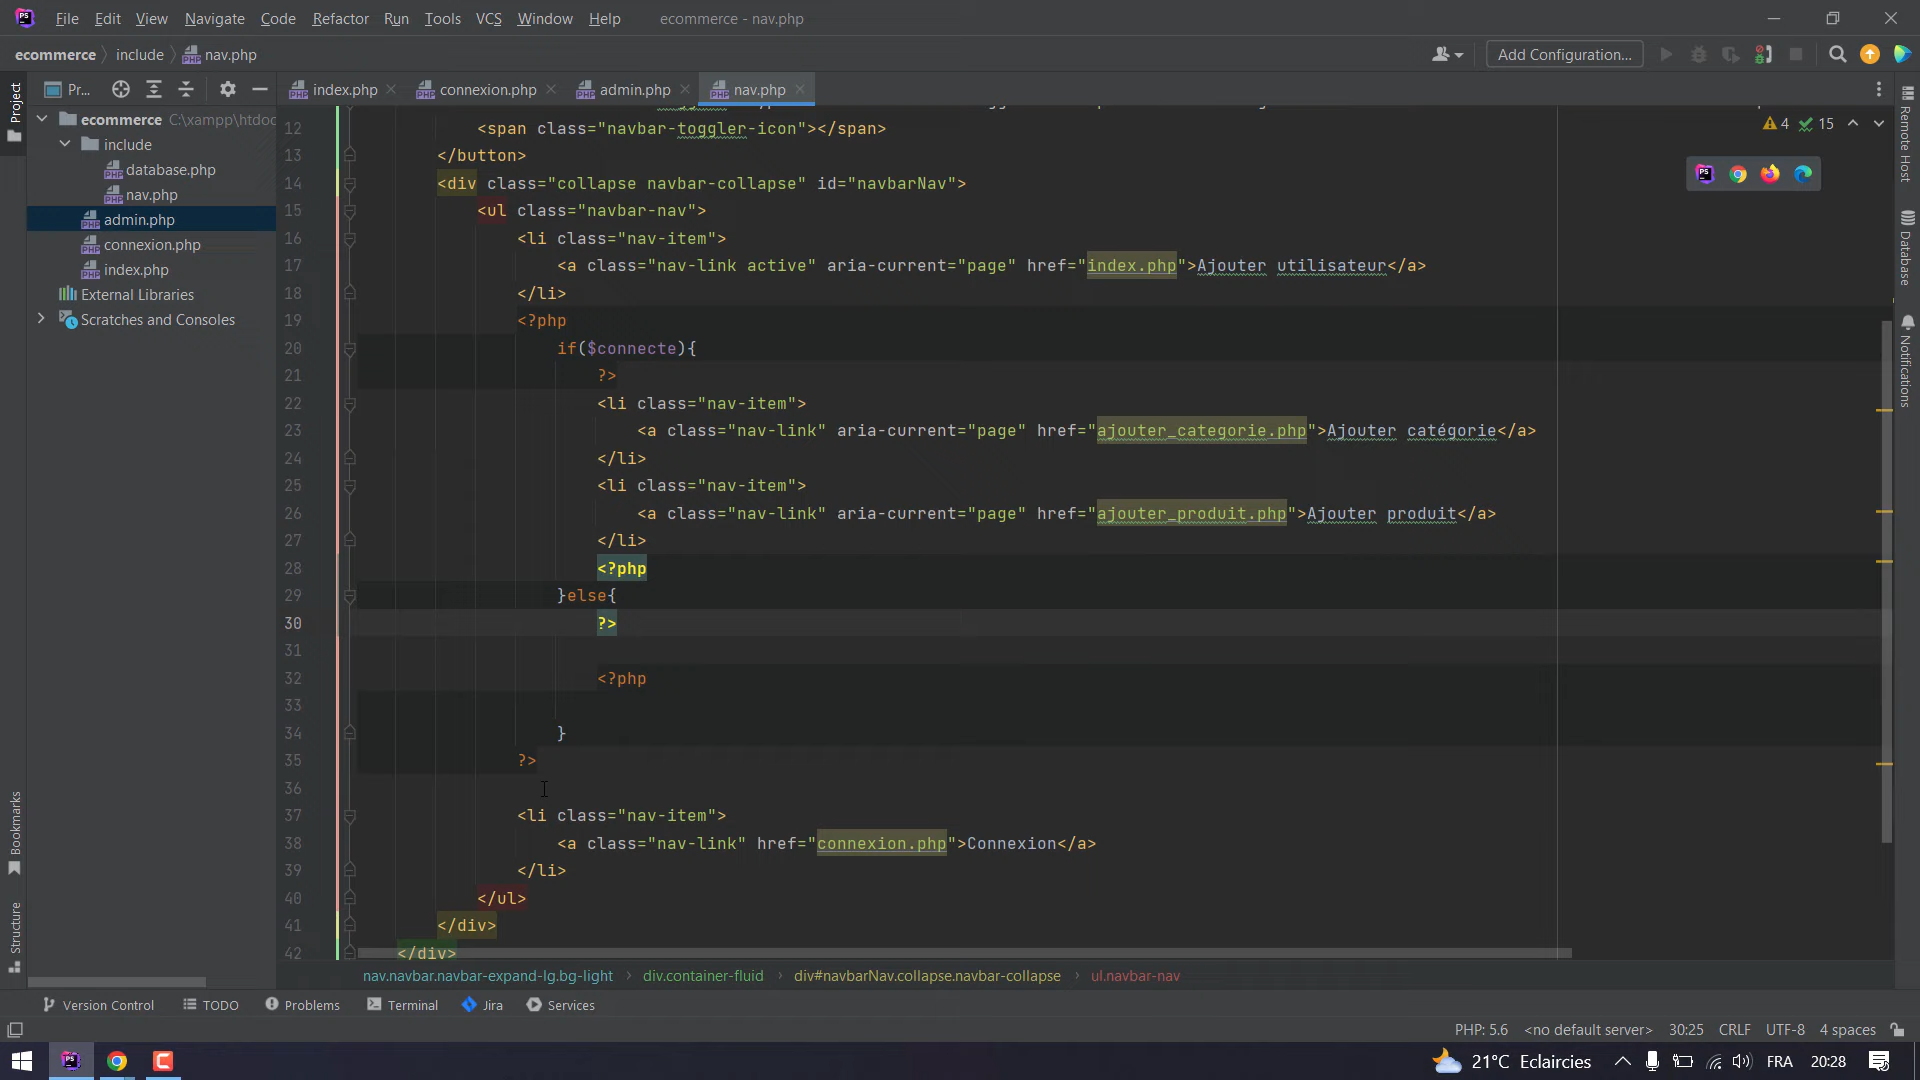 PS File Edit View Navigate Code Refactor Run Tools VCS Window Help ecommerce - nav.php
ecommerce include nav.php Add Configuration...
Pr... index.php connexion.php admin.php nav.php
Project
ecommerce C:\xampp\htdoc
include
database.php
nav.php
admin.php
connexion.php
index.php
External Libraries
Scratches and Consoles
12 <span class="navbar-toggler-icon"></span>
13 </button>
14 <div class="collapse navbar-collapse" id="navbarNav">
15 <ul class="navbar-nav">
16 <li class="nav-item">
17 <a class="nav-link active" aria-current="page" href="index.php">Ajouter utilisateur</a>
18 </li>
19 <?php
20 if($connecte){
21 ?>
22 <li class="nav-item">
23 <a class="nav-link" aria-current="page" href="ajouter_categorie.php">Ajouter catégorie</a>
24 </li>
25 <li class="nav-item">
26 <a class="nav-link" aria-current="page" href="ajouter_produit.php">Ajouter produit</a>
27 </li>
28 <?php
29 }else{
30 ?>
31
32 <?php
33
34 }
35 ?>
36
37 <li class="nav-item">
38 <a class="nav-link" href="connexion.php">Connexion</a>
39 </li>
40 </ul>
41 </div>
42 </div>
4 15
Remote Host
Database
Notifications
Bookmarks
Structure
nav.navbar.navbar-expand-lg.bg-light div.container-fluid div#navbarNav.collapse.navbar-collapse ul.navbar-nav
Version Control TODO Problems Terminal Jira Services
PHP: 5.6 <no default server> 30:25 CRLF UTF-8 4 spaces
PS 21°C Eclaircies FRA 20:28